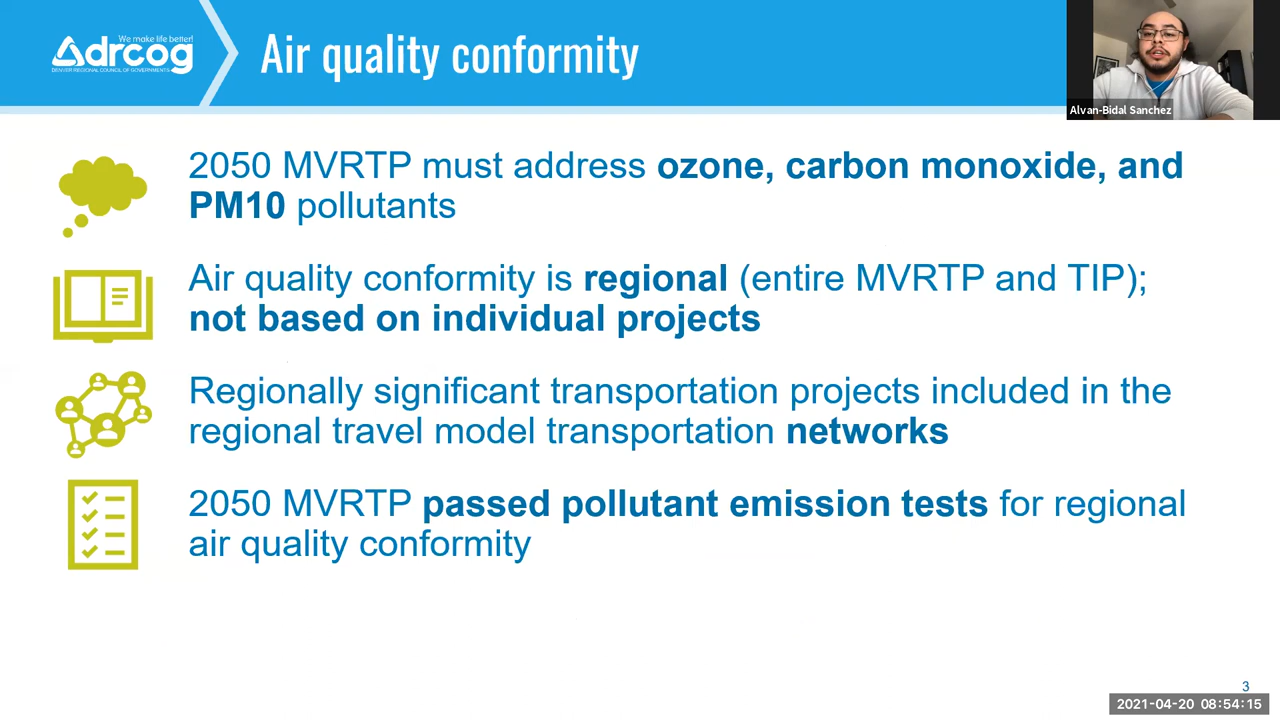 We make life better!
drcog
DENVER REGIONAL COUNCIL OF GOVERNMENTS
Air quality conformity
Alvan-Bidal Sanchez
2050 MVRTP must address ozone, carbon monoxide, and
PM10 pollutants
Air quality conformity is regional (entire MVRTP and TIP);
not based on individual projects
Regionally significant transportation projects included in the
regional travel model transportation networks
2050 MVRTP passed pollutant emission tests for regional
air quality conformity
3
2021-04-20 08:54:15